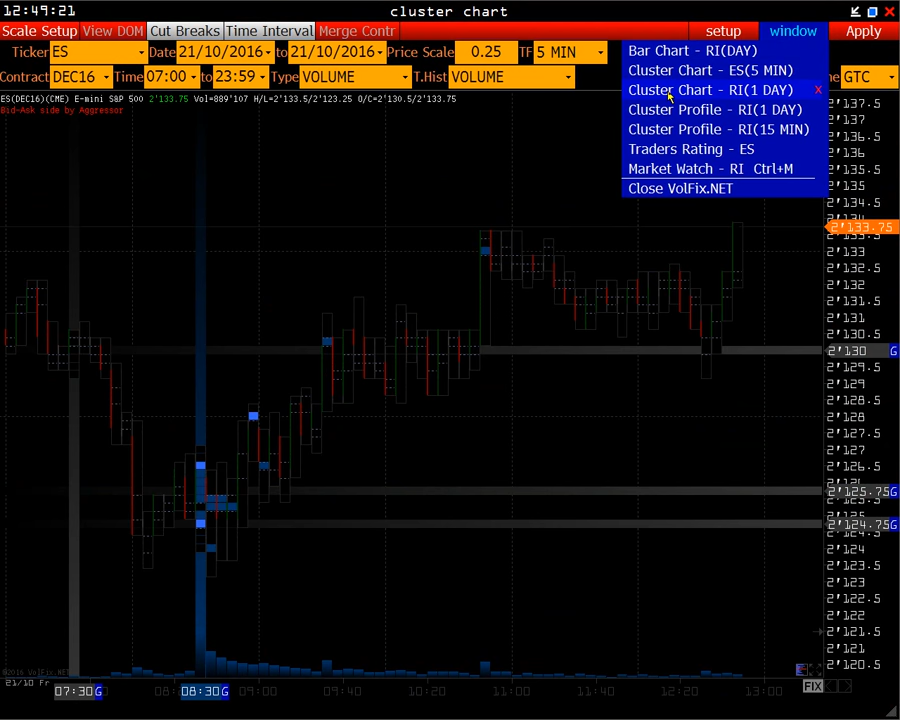 12:49:21 cluster chart
Scale Setup View DOM Cut Breaks Time Interval Merge Contr setup window Apply
Ticker ES Date 21/10/2016 to 21/10/2016 Price Scale 0.25 TF 5 MIN
Contract DEC16 Time 07:00 to 23:59 Type VOLUME T.Hist VOLUME GTC
Bar Chart - RI(DAY)
Cluster Chart - ES(5 MIN)
Cluster Chart - RI(1 DAY) x
Cluster Profile - RI(1 DAY)
Cluster Profile - RI(15 MIN)
Traders Rating - ES
Market Watch - RI Ctrl+M
Close VolFix.NET
ES(DEC16)(CME) E-mini S&P 500 2'133.75 Vol=889'107 H/L=2'133.5/2'123.25 O/C=2'130.5/2'133.75
Bid-Ask side by Aggressor
2'137.5
2'137
2'136.5
2'136
2'135.5
2'135
2'134.5
2'134
2'133.75
2'133
2'132.5
2'132
2'131.5
2'131
2'130.5
2'130 G
2'129.5
2'129
2'128.5
2'128
2'127.5
2'127
2'126.5
2'125.75 G
2'124.75 G
2'124
2'123.5
2'123
2'122.5
2'122
2'121.5
2'121
2'120.5
©2016 VolFix.NET
21/10 Fr 07:30 G 08:30 G 09:00 09:40 10:20 11:00 11:40 12:20 13:00 FIX